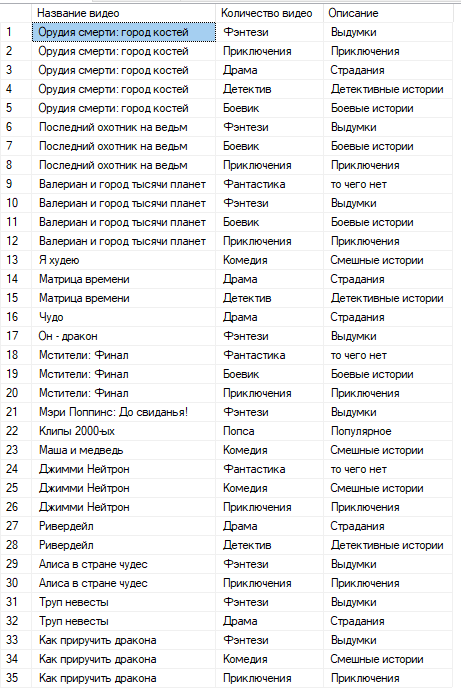 Название видео Количество видео Описание
1 Орудия смерти: город костей Фэнтези Выдумки
2 Орудия смерти: город костей Приключения Приключения
3 Орудия смерти: город костей Драма Страдания
4 Орудия смерти: город костей Детектив Детективные истории
5 Орудия смерти: город костей Боевик Боевые истории
6 Последний охотник на ведьм Фэнтези Выдумки
7 Последний охотник на ведьм Боевик Боевые истории
8 Последний охотник на ведьм Приключения Приключения
9 Валериан и город тысячи планет Фантастика то чего нет
10 Валериан и город тысячи планет Фэнтези Выдумки
11 Валериан и город тысячи планет Боевик Боевые истории
12 Валериан и город тысячи планет Приключения Приключения
13 Я худею Комедия Смешные истории
14 Матрица времени Драма Страдания
15 Матрица времени Детектив Детективные истории
16 Чудо Драма Страдания
17 Он - дракон Фэнтези Выдумки
18 Мстители: Финал Фантастика то чего нет
19 Мстители: Финал Боевик Боевые истории
20 Мстители: Финал Приключения Приключения
21 Мэри Поппинс: До свиданья! Фэнтези Выдумки
22 Клипы 2000-ых Попса Популярное
23 Маша и медведь Комедия Смешные истории
24 Джимми Нейтрон Фантастика то чего нет
25 Джимми Нейтрон Комедия Смешные истории
26 Джимми Нейтрон Приключения Приключения
27 Ривердейл Драма Страдания
28 Ривердейл Детектив Детективные истории
29 Алиса в стране чудес Фэнтези Выдумки
30 Алиса в стране чудес Приключения Приключения
31 Труп невесты Фэнтези Выдумки
32 Труп невесты Драма Страдания
33 Как приручить дракона Фэнтези Выдумки
34 Как приручить дракона Комедия Смешные истории
35 Как приручить дракона Приключения Приключения